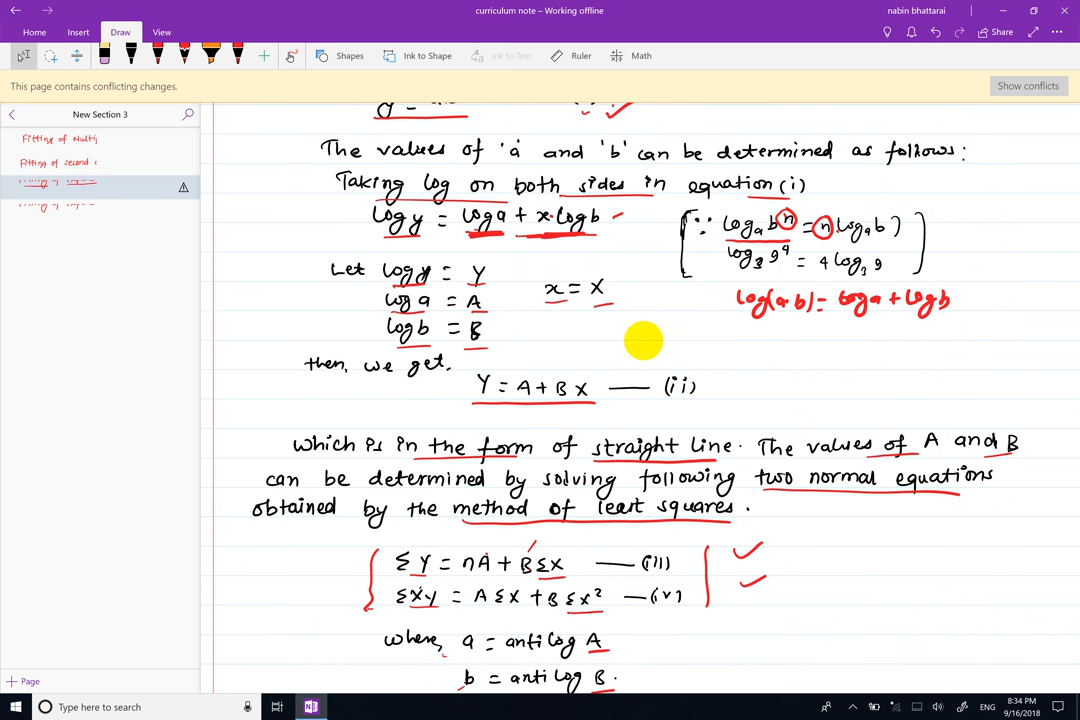 curriculum note – Working offline
nabin bhattarai
Home Insert Draw View
Share
Shapes Ink to Shape Ink to Text Ruler Math
This page contains conflicting changes.
Show conflicts
New Section 3
Fitting of Multip
Fitting of second o
The values of 'a' and 'b' can be determined as follows:
Taking log on both sides in equation (i)
log y = log a + x·log b
[∵ log_a b^n = n log_a b)
log_3 9^4 = 4 log_3 9 ]
log(a·b) = log a + log b
Let log y = Y
log a = A
x = X
log b = B
then, we get,
Y = A + B X —— (ii)
which is in the form of straight line. The values of A and B
can be determined by solving following two normal equations
obtained by the method of least squares.
ΣY = nA + BΣX —— (iii)
ΣXY = AΣX + BΣX² — (iv)
where, a = antilog A
b = antilog B.
+ Page
Type here to search
ENG
8:34 PM
9/16/2018